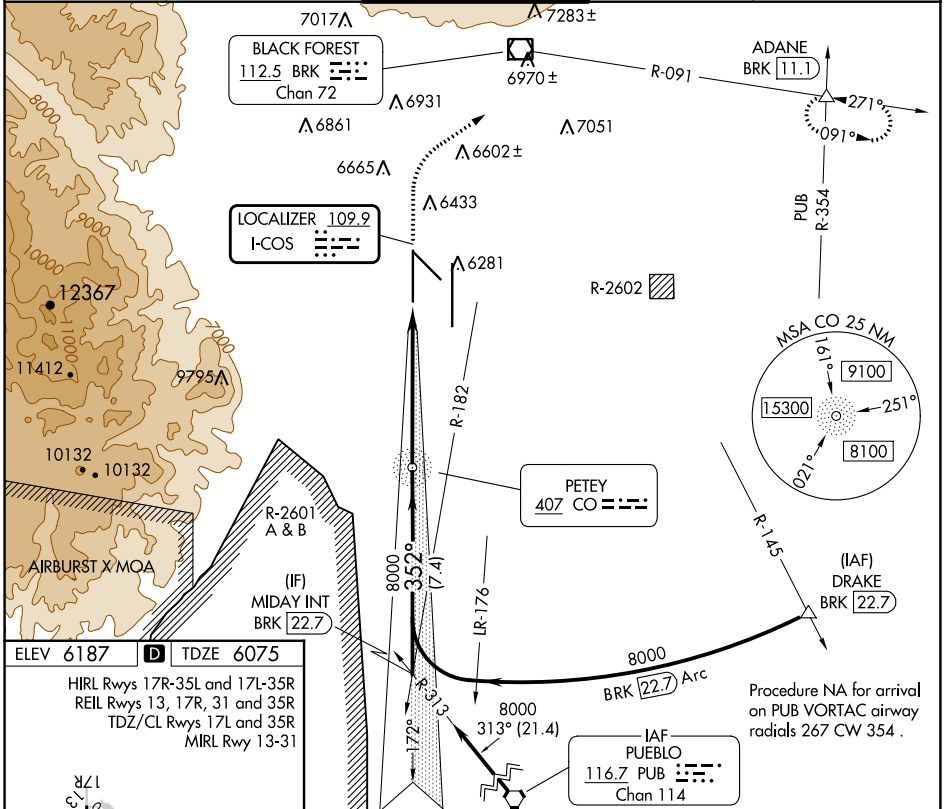 7017
7283±
BLACK FOREST
112.5 BRK
Chan 72
6970±
R-091
ADANE
BRK 11.1
271°
091°
8000
6931
6861
7051
6602±
6665
6433
PUB
R-354
LOCALIZER 109.9
I-COS
9000
10000
6281
R-2602
12367
11000
7000
11412
9795
R-182
MSA CO 25 NM
161°
9100
15300
251°
8100
021°
10132
10132
PETEY
407 CO
R-2601
A & B
R-145
AIRBURST X MOA
8000
352°
(7.4)
LR-176
(IF)
MIDAY INT
BRK 22.7
(IAF)
DRAKE
BRK 22.7
8000
BRK 22.7 Arc
R-313
172°
8000
313° (21.4)
Procedure NA for arrival
on PUB VORTAC airway
radials 267 CW 354 .
IAF
PUEBLO
116.7 PUB
Chan 114
ELEV 6187 D TDZE 6075
HIRL Rwys 17R-35L and 17L-35R
REIL Rwys 13, 17R, 31 and 35R
TDZ/CL Rwys 17L and 35R
MIRL Rwy 13-31
17R
13